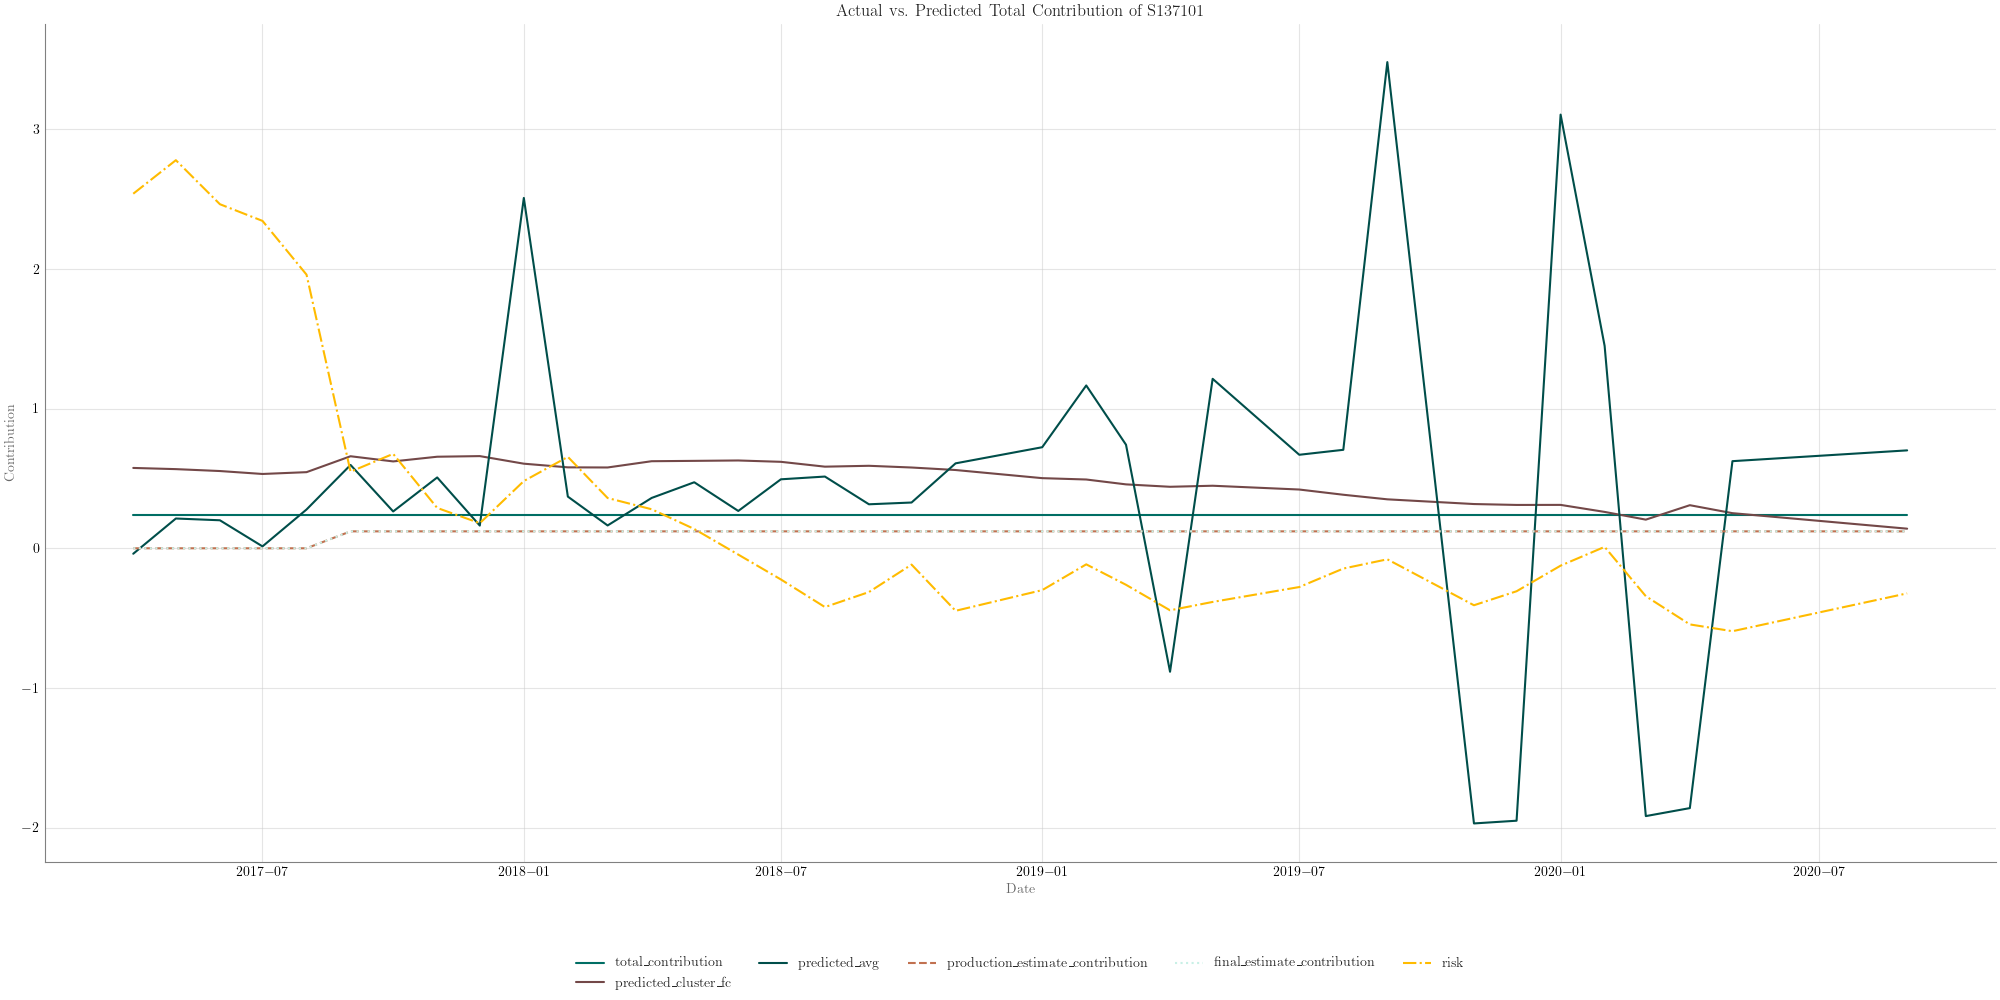 Actual vs. Predicted Total Contribution of S137101
Contribution
3
2
1
0
−1
−2
2017−07 2018−01 2018−07 2019−01 2019−07 2020−01 2020−07
Date
total_contribution predicted_avg production_estimate_contribution final_estimate_contribution risk
predicted_cluster_fc